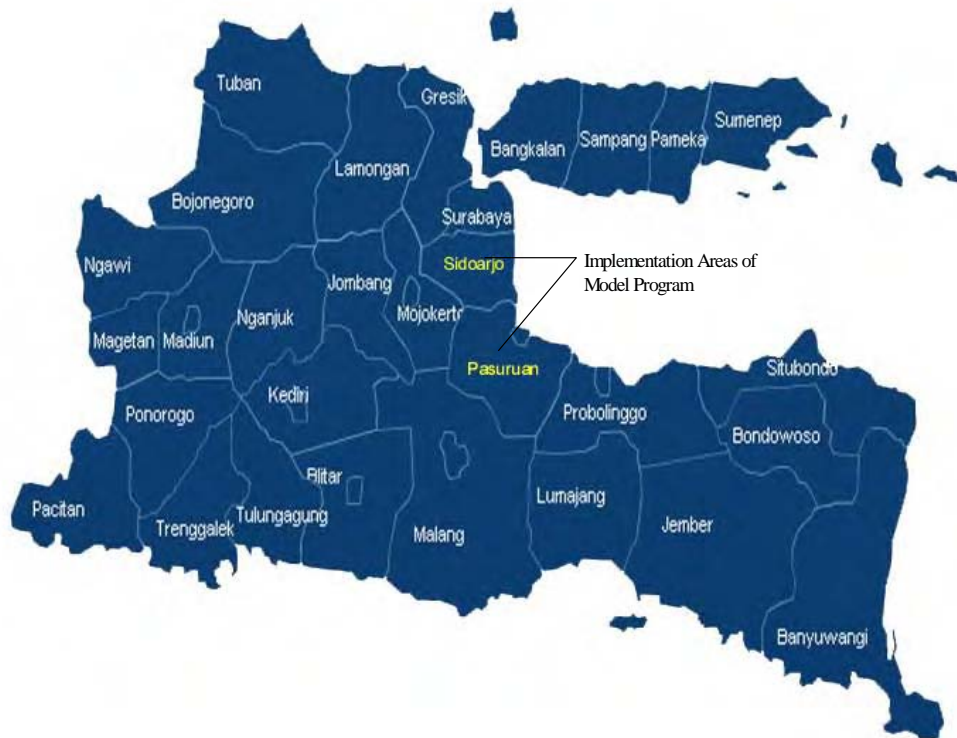 Tuban
Gresik
Lamongan
Bangkalan
Sampang
Pameka
Sumenep
Bojonegoro
Surabaya
Ngawi
Sidoarjo
Implementation Areas of
Model Program
Jombang
Mojokerto
Nganjuk
Magetan
Madiun
Pasuruan
Situbondo
Kediri
Ponorogo
Probolinggo
Bondowoso
Blitar
Lumajang
Pacitan
Trenggalek
Tulungagung
Malang
Jember
Banyuwangi